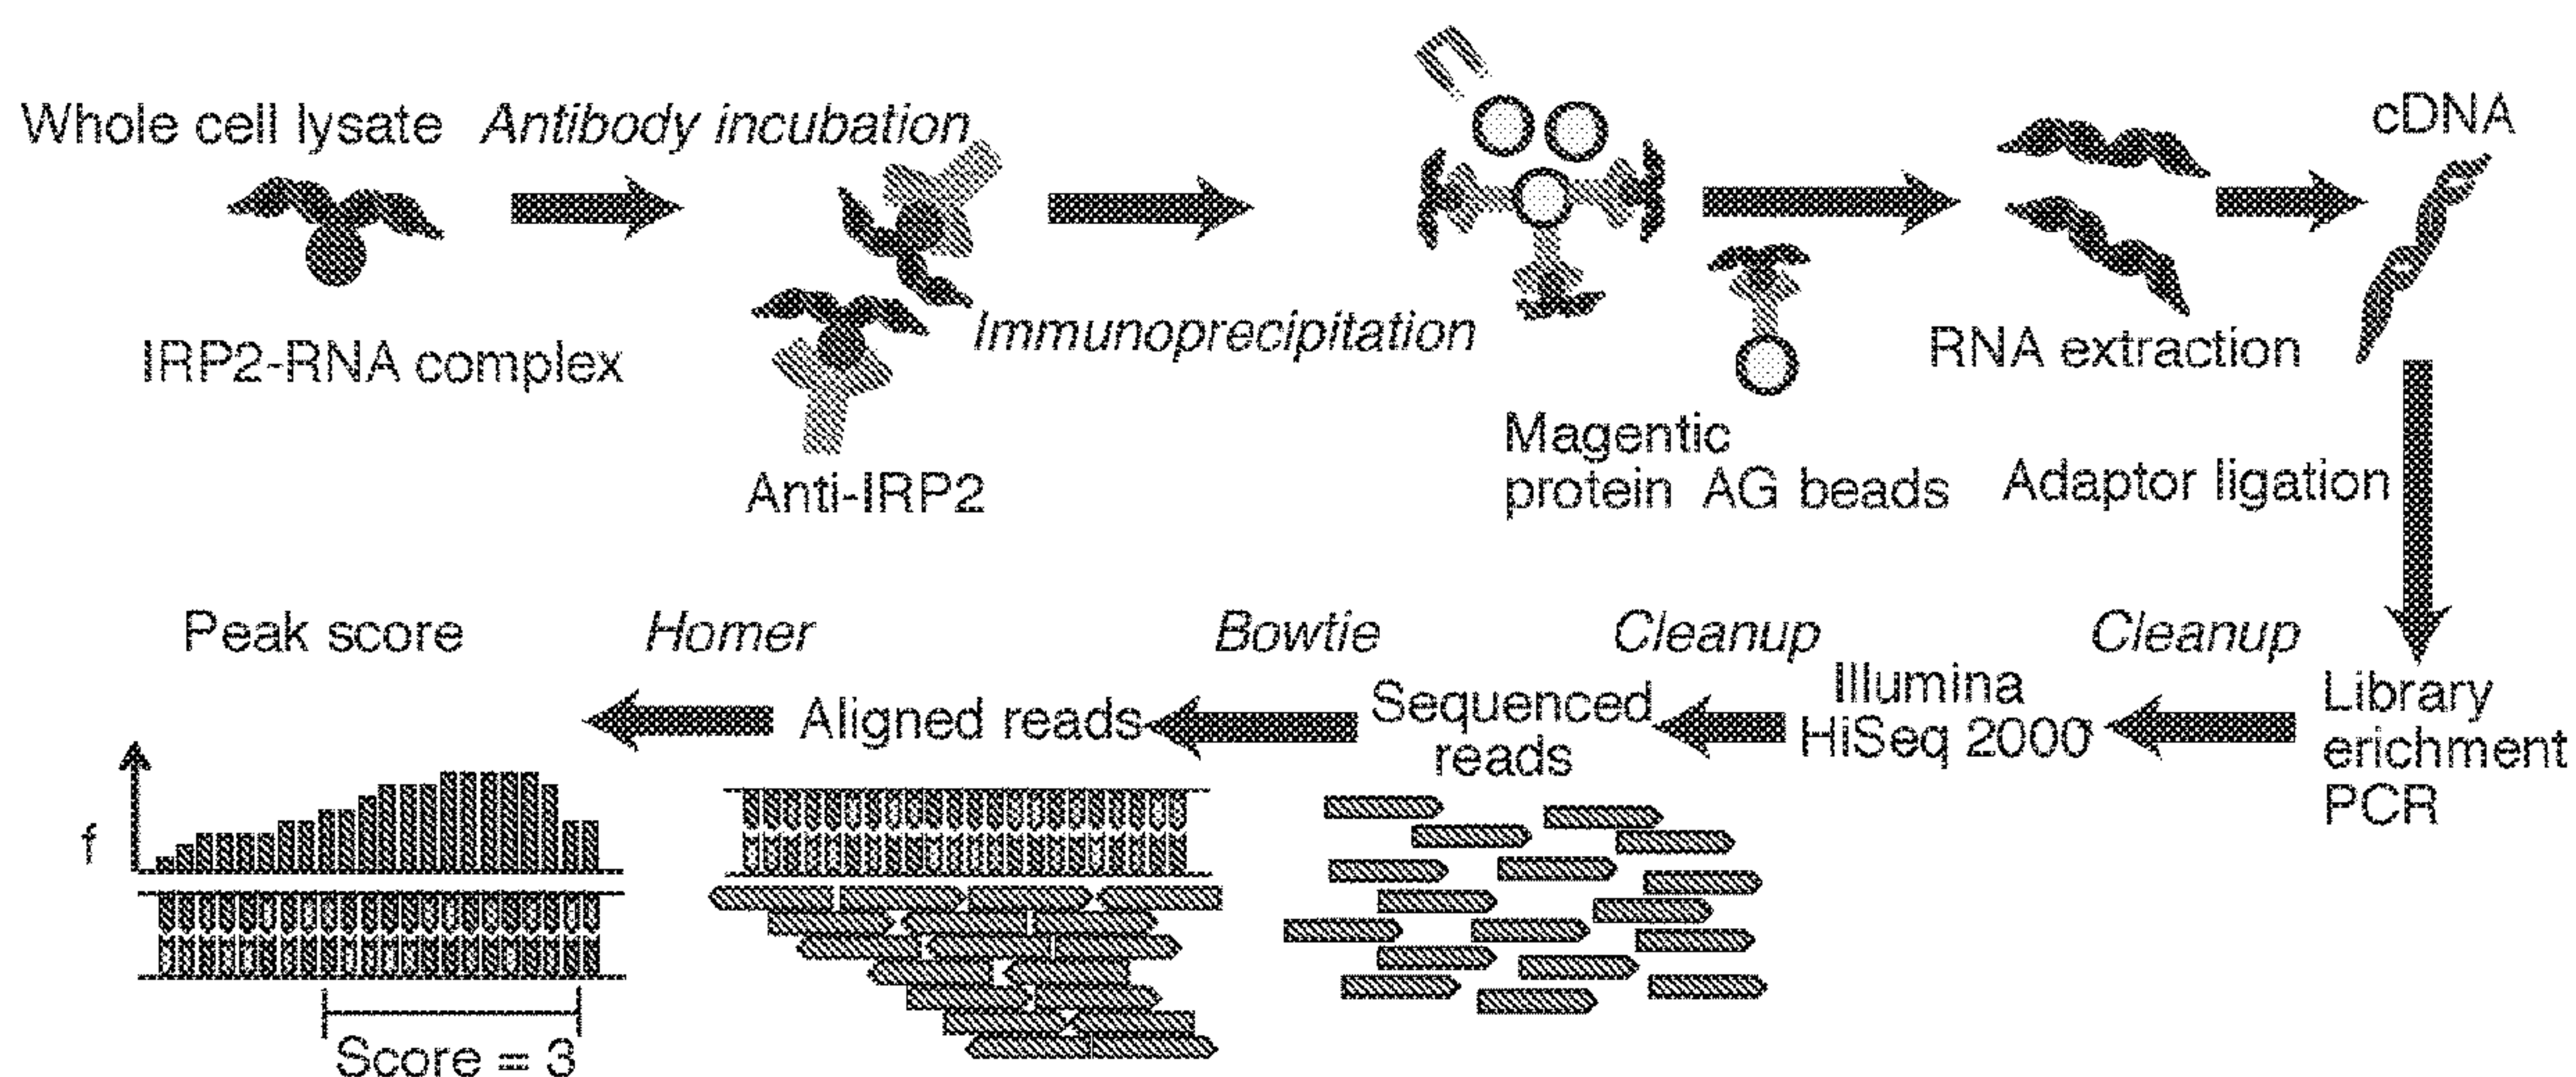 Whole cell lysate
Antibody incubation
cDNA
IRP2-RNA complex
Immunoprecipitation
RNA extraction
Anti-IRP2
Magentic
protein AG beads
Adaptor ligation
Peak score
Homer
Bowtie
Cleanup
Cleanup
Aligned reads
Sequenced
reads
Illumina
HiSeq 2000
Library
erichment
PCR
f
Score = 3